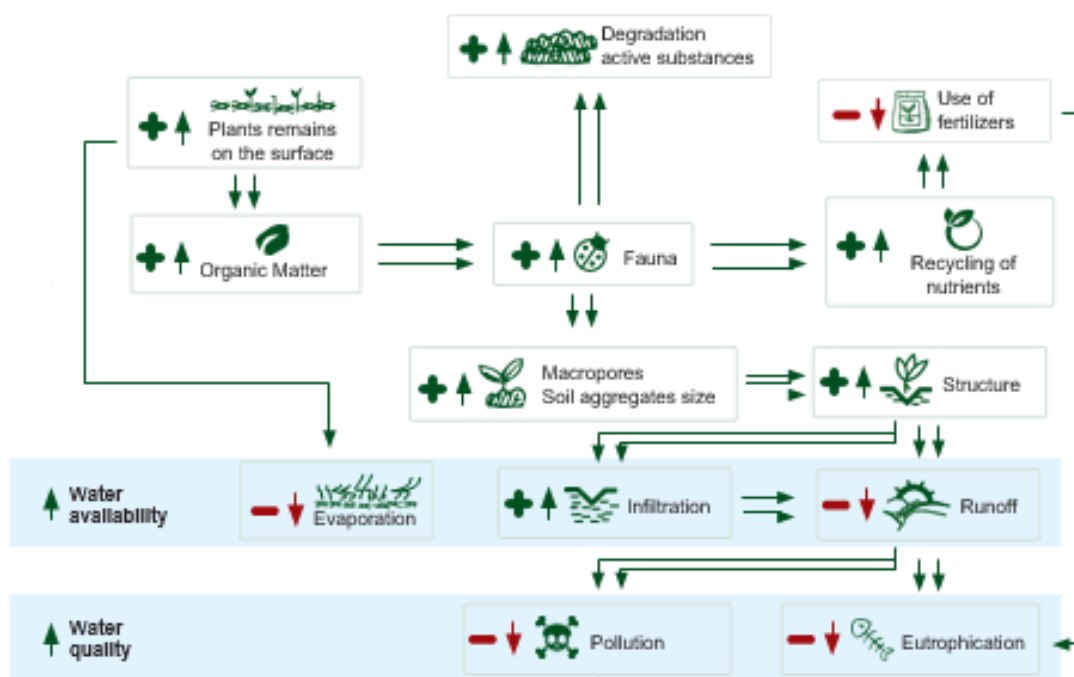 Degradation
active substances
Plants remains
on the surface
Use of
fertilizers
Organic Matter
Fauna
Recycling of
nutrients
Macropores
Soil aggregates size
Structure
Water
availability
Evaporation
Infiltration
Runoff
Water
quality
Pollution
Eutrophication